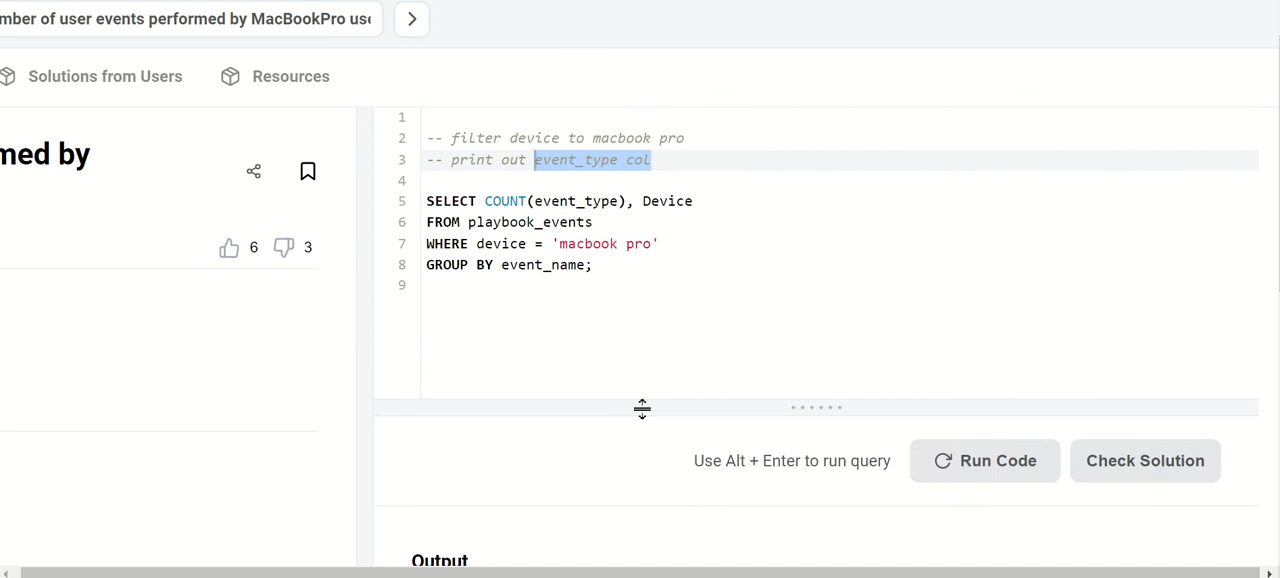 mber of user events performed by MacBookPro
Solutions from Users
Resources
med by
6
3
1
2 -- filter device to macbook pro
3 -- print out event_type col
4
5 SELECT COUNT(event_type), Device
6 FROM playbook_events
7 WHERE device = 'macbook pro'
8 GROUP BY event_name;
9
Use Alt + Enter to run query
Run Code
Check Solution
Output